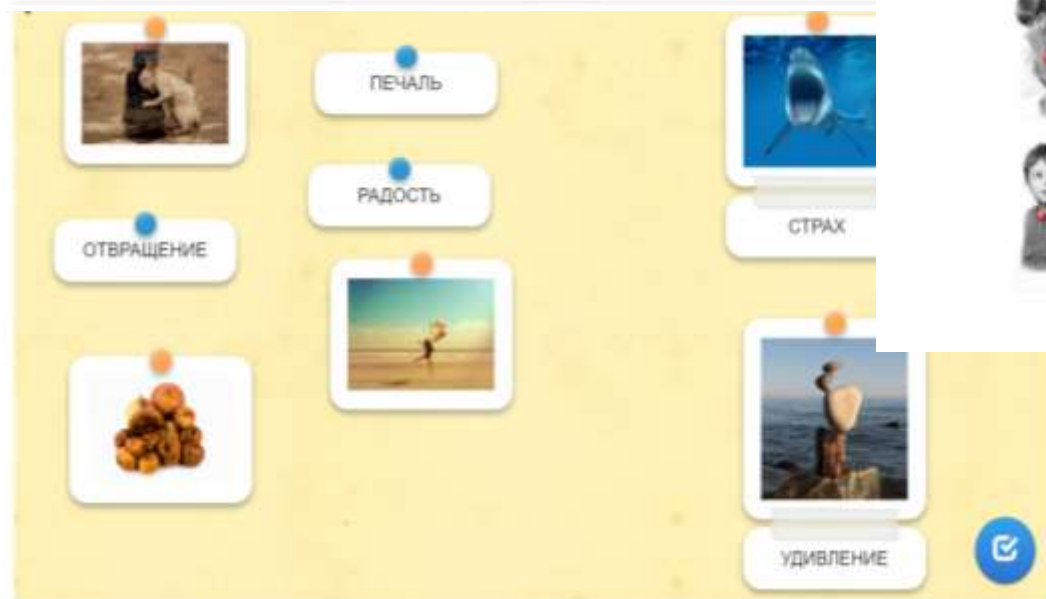 ПЕЧАЛЬ
РАДОСТЬ
ОТВРАЩЕНИЕ
СТРАХ
УДИВЛЕНИЕ